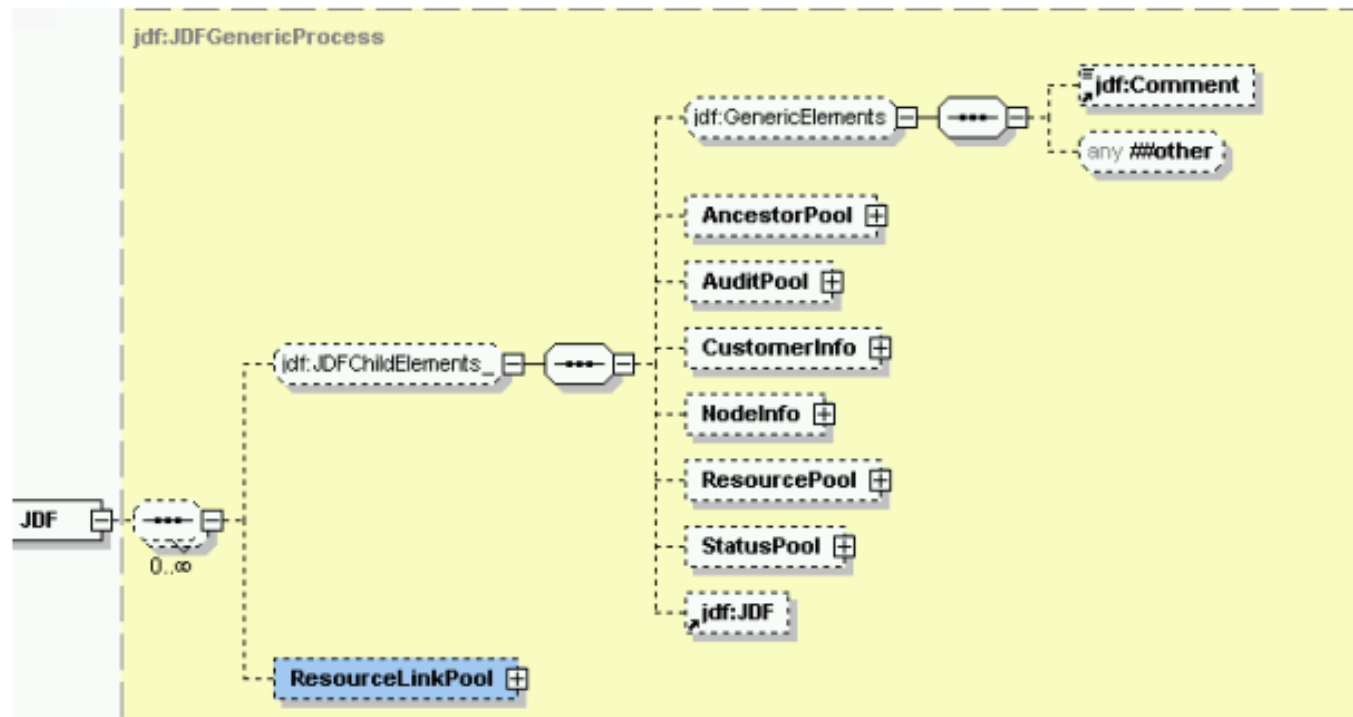 jdf:JDFGenericProcess
jdf:Comment
jdf:GenericElements
any ##other
AncestorPool
AuditPool
CustomerInfo
jdf:JDFChildElements_
NodeInfo
ResourcePool
JDF
0..∞
StatusPool
jdf:JDF
ResourceLinkPool